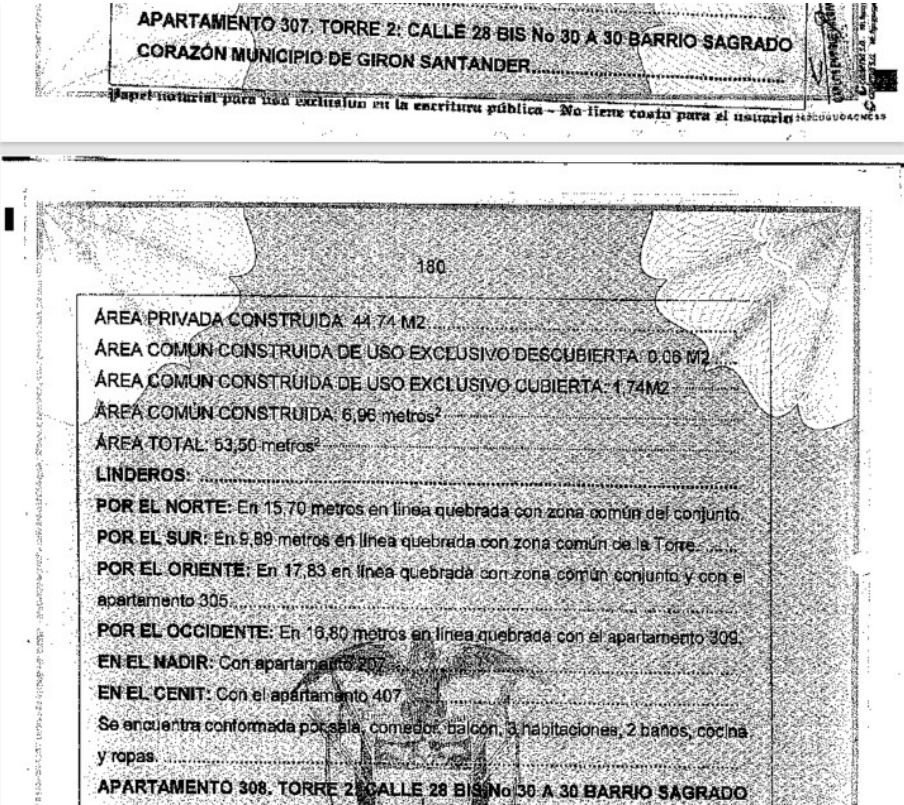 APARTAMENTO 307. TORRE 2: CALLE 28 BIS No 30 A 30 BARRIO SAGRADO
CORAZÓN MUNICIPIO DE GIRON SANTANDER
Papel notarial para uso exclusivo en la escritura pública - No tiene costo para el usuario
180
ÁREA PRIVADA CONSTRUIDA: 44,74 M2
ÁREA COMÚN CONSTRUIDA DE USO EXCLUSIVO DESCUBIERTA: 0.06 M2
ÁREA COMÚN CONSTRUIDA DE USO EXCLUSIVO CUBIERTA: 1,74M2
ÁREA COMÚN CONSTRUIDA: 6,96 metros²
ÁREA TOTAL: 53,50 metros²
LINDEROS:
POR EL NORTE: En 15,70 metros en línea quebrada con zona común del conjunto.
POR EL SUR: En 9,89 metros en línea quebrada con zona común de la Torre.
POR EL ORIENTE: En 17,83 en línea quebrada con zona común conjunto y con el
apartamento 305
POR EL OCCIDENTE: En 16,80 metros en línea quebrada con el apartamento 309.
EN EL NADIR: Con apartamento 207
EN EL CENIT: Con el apartamento 407
Se encuentra conformada por sala, comedor, balcón, 3 habitaciones, 2 baños, cocina
y ropas.
APARTAMENTO 308. TORRE 2: CALLE 28 BIS No 30 A 30 BARRIO SAGRADO